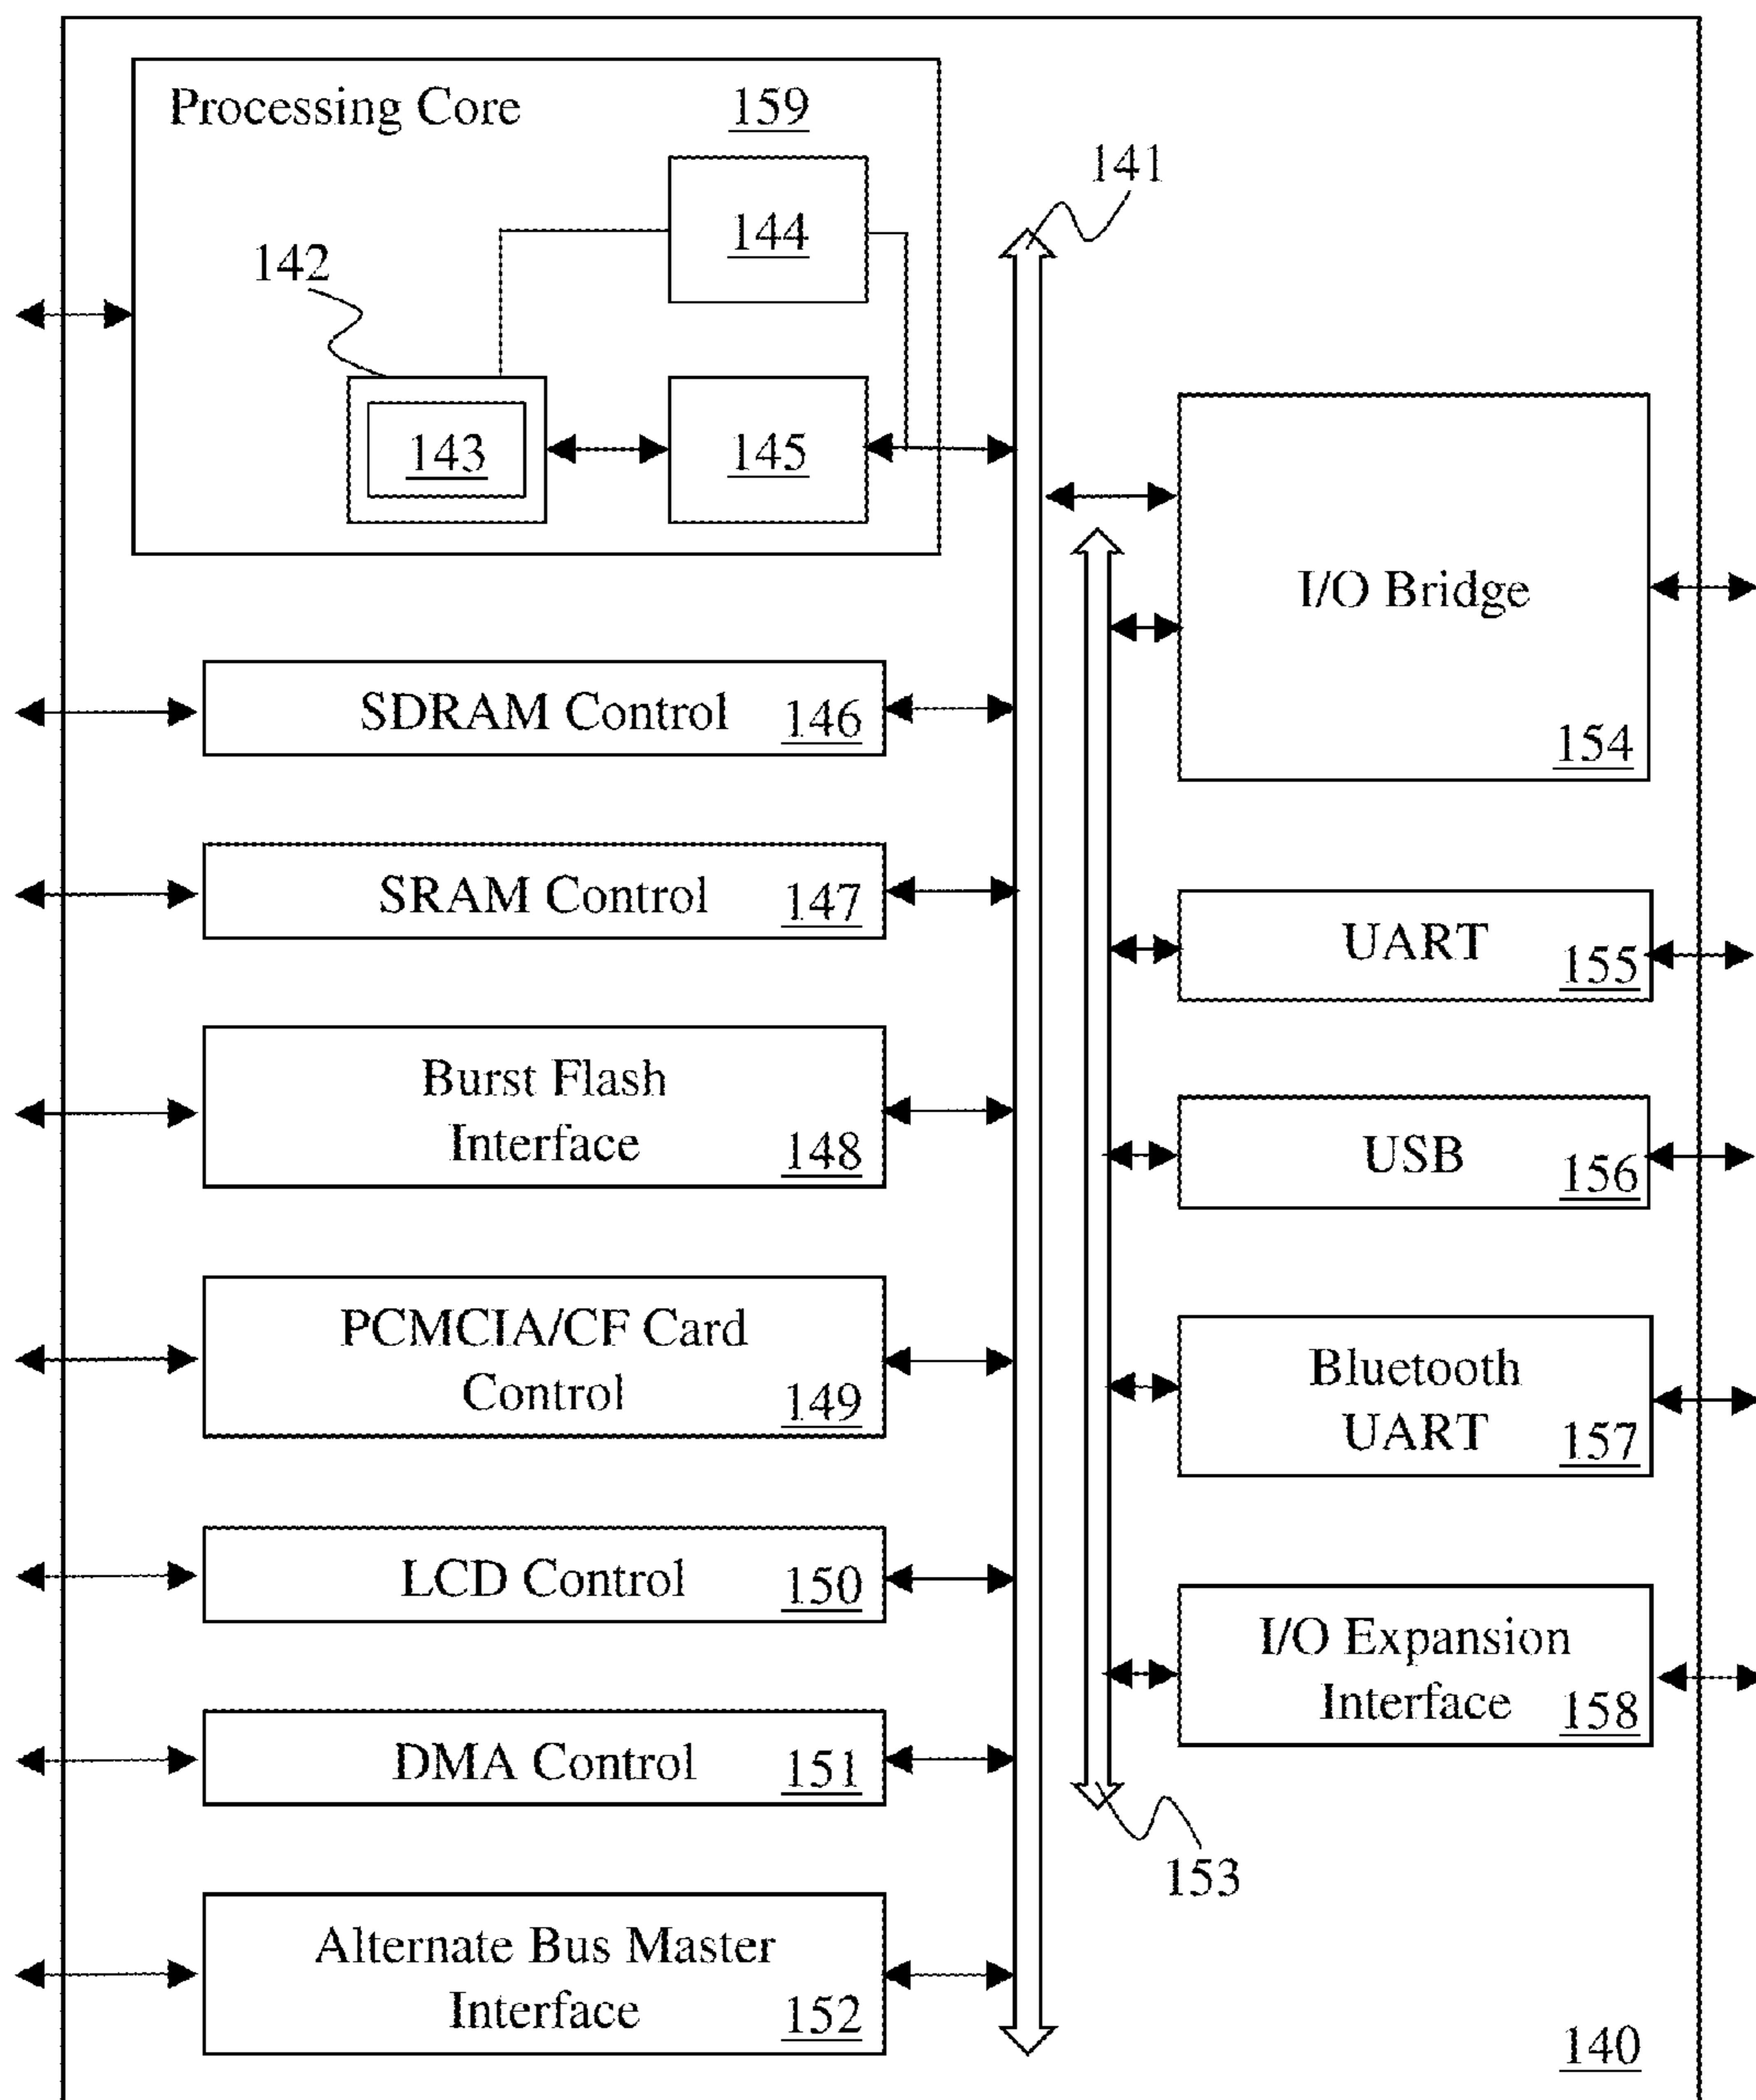 Processing Core
159
141
144
142
143
145
I/O Bridge
154
SDRAM Control
146
SRAM Control
147
UART
155
Burst Flash
Interface
148
USB
156
PCMCIA/CF Card
Control
149
Bluetooth
UART
157
LCD Control
150
I/O Expansion
Interface
158
DMA Control
151
153
Alternate Bus Master
Interface
152
140